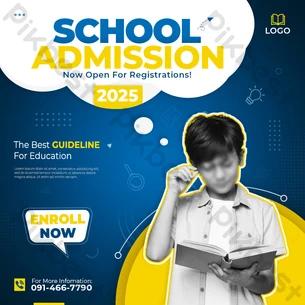 SCHOOL
ADMISSION
Now Open For Registrations!
2025
LOGO
The Best GUIDELINE
For Education
ENROLL
NOW
For More Infomation:
091-466-7790